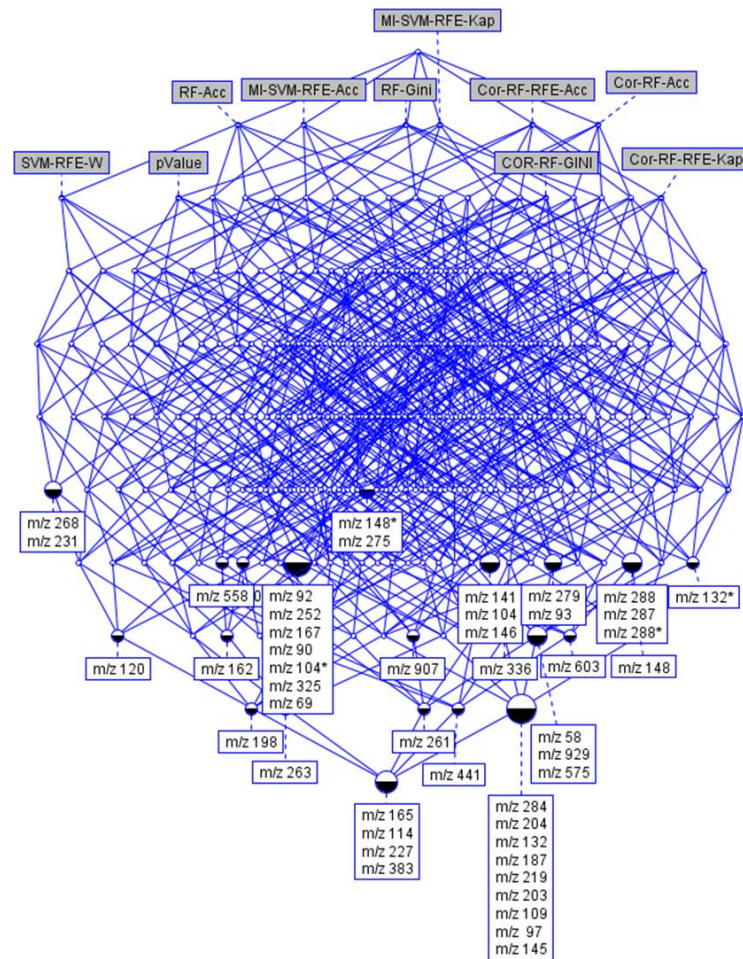 MI-SVM-RFE-Kap
RF-Acc
MI-SVM-RFE-Acc
RF-Gini
Cor-RF-RFE-Acc
Cor-RF-Acc
SVM-RFE-W
pValue
COR-RF-GINI
Cor-RF-RFE-Kap
m/z 268
m/z 231
m/z 148*
m/z 275
m/z 558
0
m/z 92
m/z 252
m/z 167
m/z 90
m/z 104*
m/z 325
m/z 69
m/z 141
m/z 104
m/z 146
m/z 279
m/z 93
m/z 288
m/z 287
m/z 288*
m/z 132*
m/z 120
m/z 162
m/z 907
m/z 336
m/z 603
m/z 148
m/z 198
m/z 263
m/z 261
m/z 441
m/z 58
m/z 929
m/z 575
m/z 165
m/z 114
m/z 227
m/z 383
m/z 284
m/z 204
m/z 132
m/z 187
m/z 219
m/z 203
m/z 109
m/z 97
m/z 145